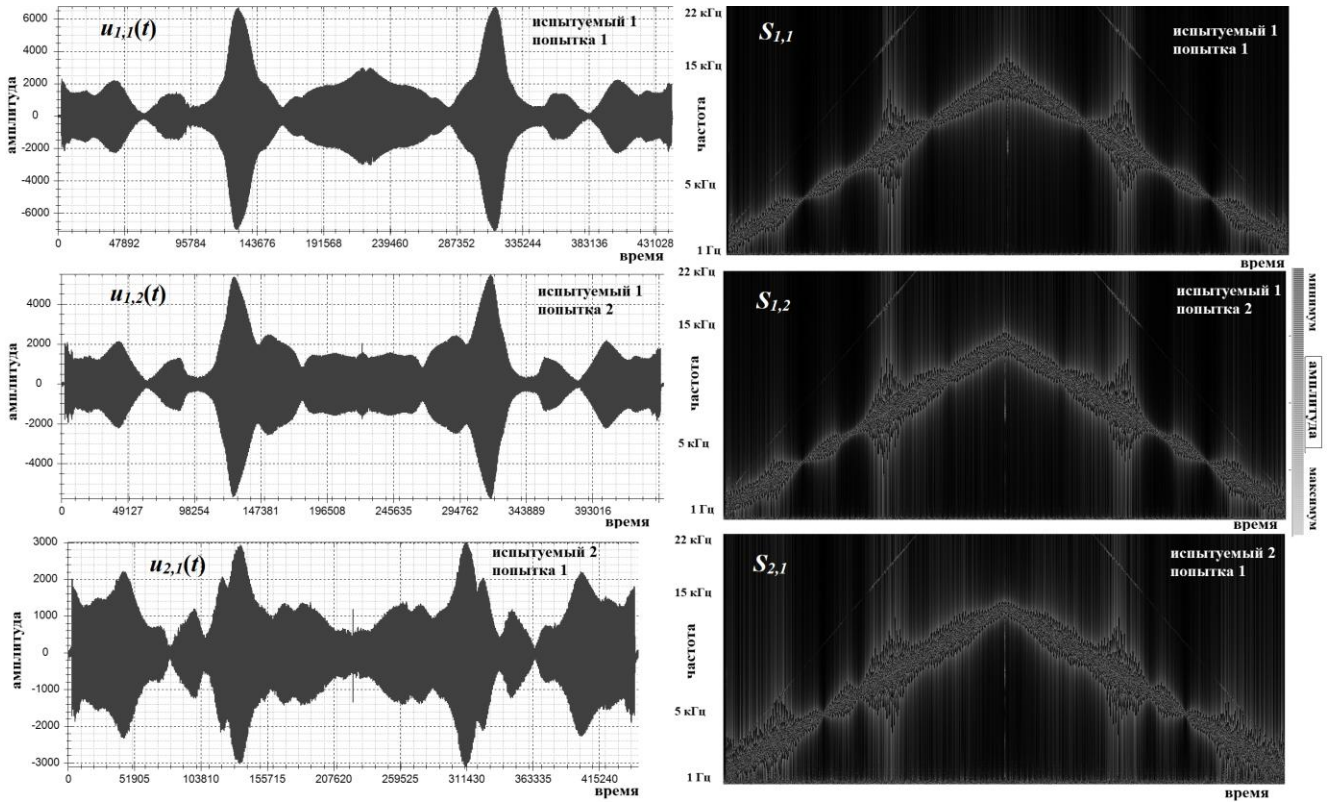 u1,1(t)
испытуемый 1
попытка 1
амплитуда
6000
4000
2000
0
-2000
-4000
-6000
0 47892 95784 143676 191568 239460 287352 335244 383136 431028
время
22 кГц
S1,1
испытуемый 1
попытка 1
15 кГц
частота
5 кГц
1 Гц
время
u1,2(t)
испытуемый 1
попытка 2
амплитуда
4000
2000
0
-2000
-4000
0 49127 98254 147381 196508 245635 294762 343889 393016
время
22 кГц
S1,2
испытуемый 1
попытка 2
15 кГц
частота
5 кГц
1 Гц
время
минимум
амплитуда
максимум
u2,1(t)
испытуемый 2
попытка 1
амплитуда
3000
2000
1000
0
-1000
-2000
-3000
0 51905 103810 155715 207620 259525 311430 363335 415240
время
22 кГц
S2,1
испытуемый 2
попытка 1
15 кГц
частота
5 кГц
1 Гц
время